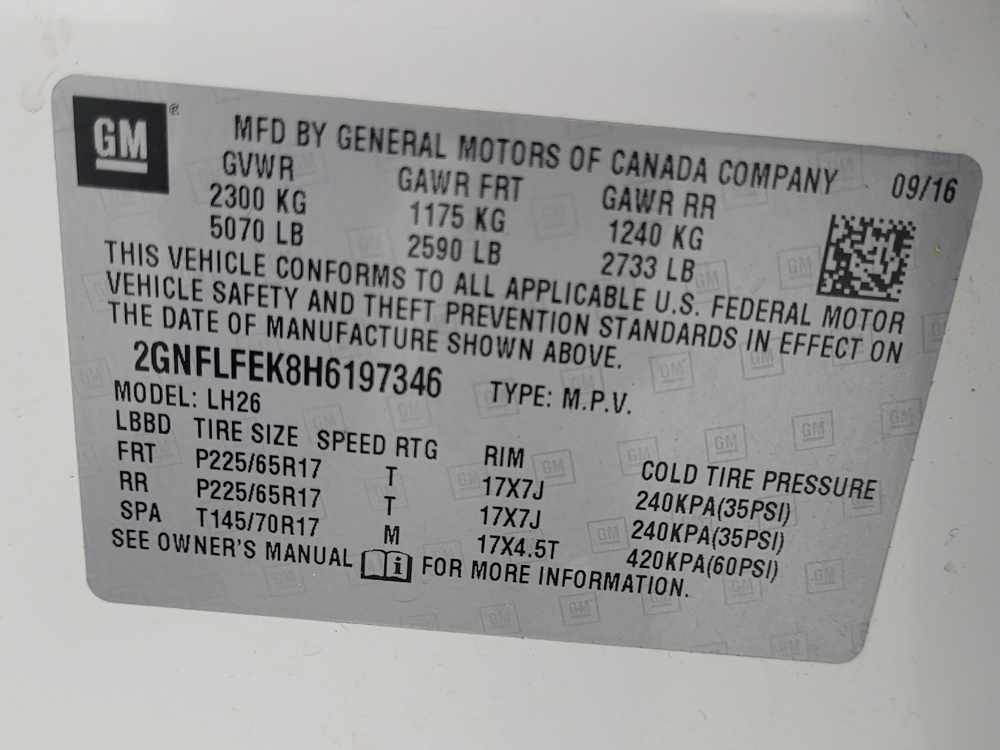 GM ®
MFD BY GENERAL MOTORS OF CANADA COMPANY 09/16
GVWR GAWR FRT GAWR RR
2300 KG 1175 KG 1240 KG
5070 LB 2590 LB 2733 LB
THIS VEHICLE CONFORMS TO ALL APPLICABLE U.S. FEDERAL MOTOR
VEHICLE SAFETY AND THEFT PREVENTION STANDARDS IN EFFECT ON
THE DATE OF MANUFACTURE SHOWN ABOVE.
2GNFLFEK8H6197346 TYPE: M.P.V.
MODEL: LH26
LBBD TIRE SIZE SPEED RTG RIM COLD TIRE PRESSURE
FRT P225/65R17 T 17X7J 240KPA(35PSI)
RR P225/65R17 T 17X7J 240KPA(35PSI)
SPA T145/70R17 M 17X4.5T 420KPA(60PSI)
SEE OWNER'S MANUAL i FOR MORE INFORMATION.